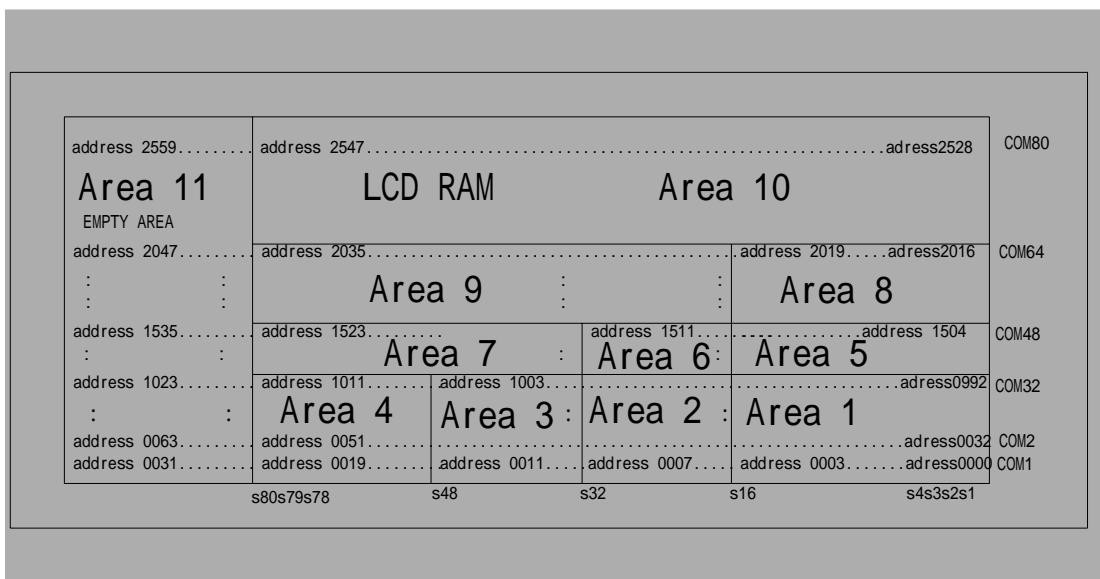 address 2559......... address 2547............................................................adress2528 COM80
Area 11 LCD RAM Area 10
EMPTY AREA
address 2047......... address 2035...........................................address 2019.....adress2016 COM64
: : Area 9 : : Area 8
: : : :
address 1535......... address 1523......... address 1511...................address 1504 COM48
: : Area 7 : Area 6 : Area 5
address 1023......... address 1011....... address 1003.........................................adress0992 COM32
: : Area 4 Area 3 : Area 2 : Area 1
address 0063......... address 0051..............................................................adress0032 COM2
address 0031......... address 0019........address 0011.....address 0007..... address 0003.......adress0000 COM1
s80s79s78 s48 s32 s16 s4s3s2s1